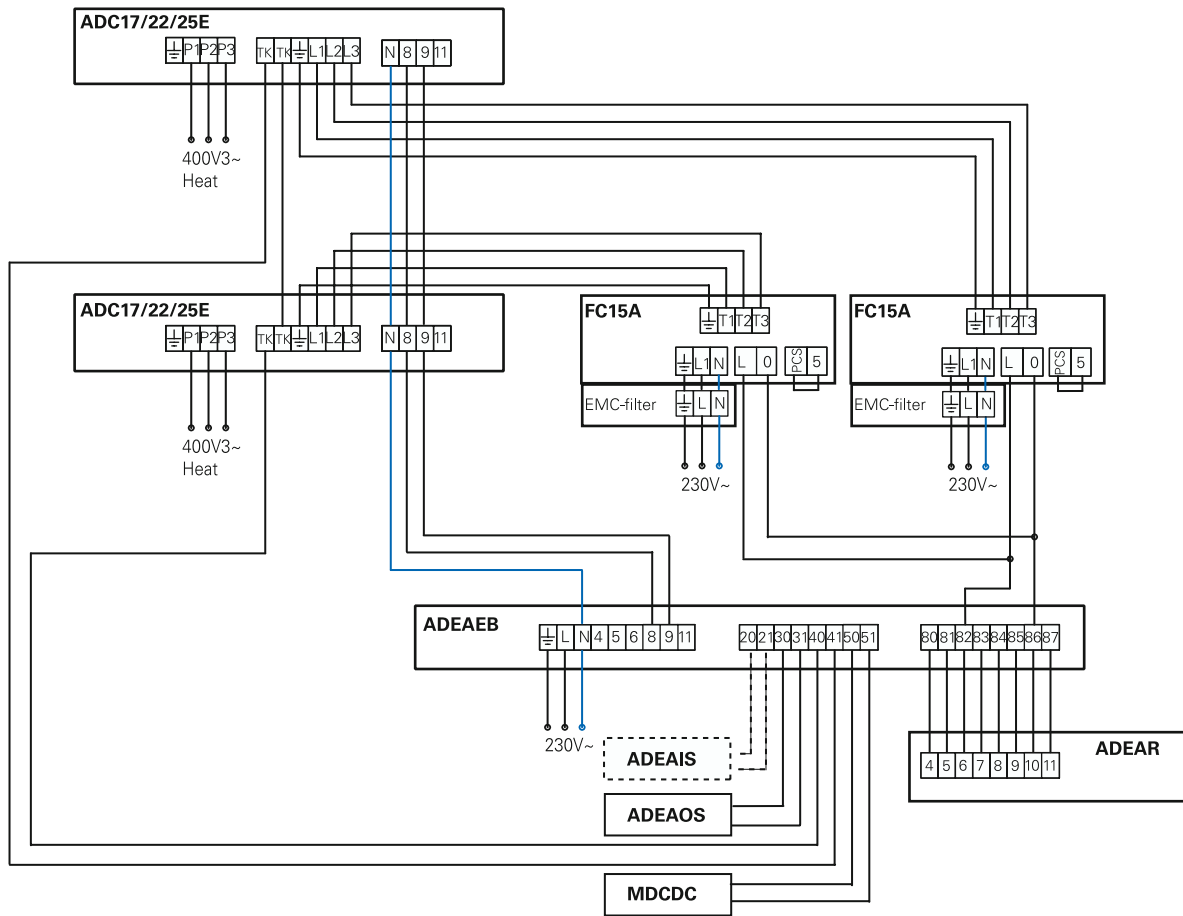 ADC17/22/25E
P1 P2 P3 TK TK L1 L2 L3 N 8 9 11
400V3~
Heat
ADC17/22/25E
P1 P2 P3 TK TK L1 L2 L3 N 8 9 11
400V3~
Heat
FC15A
T1 T2 T3
L1 N L 0 PCS 5
EMC-filter L N
230V~
FC15A
T1 T2 T3
L1 N L 0 PCS 5
EMC-filter L N
230V~
ADEAEB
L N 4 5 6 8 9 11 20 21 30 31 40 41 50 51 80 81 82 83 84 85 86 87
230V~
ADEAIS
ADEAOS
MDCDC
ADEAR
4 5 6 7 8 9 10 11